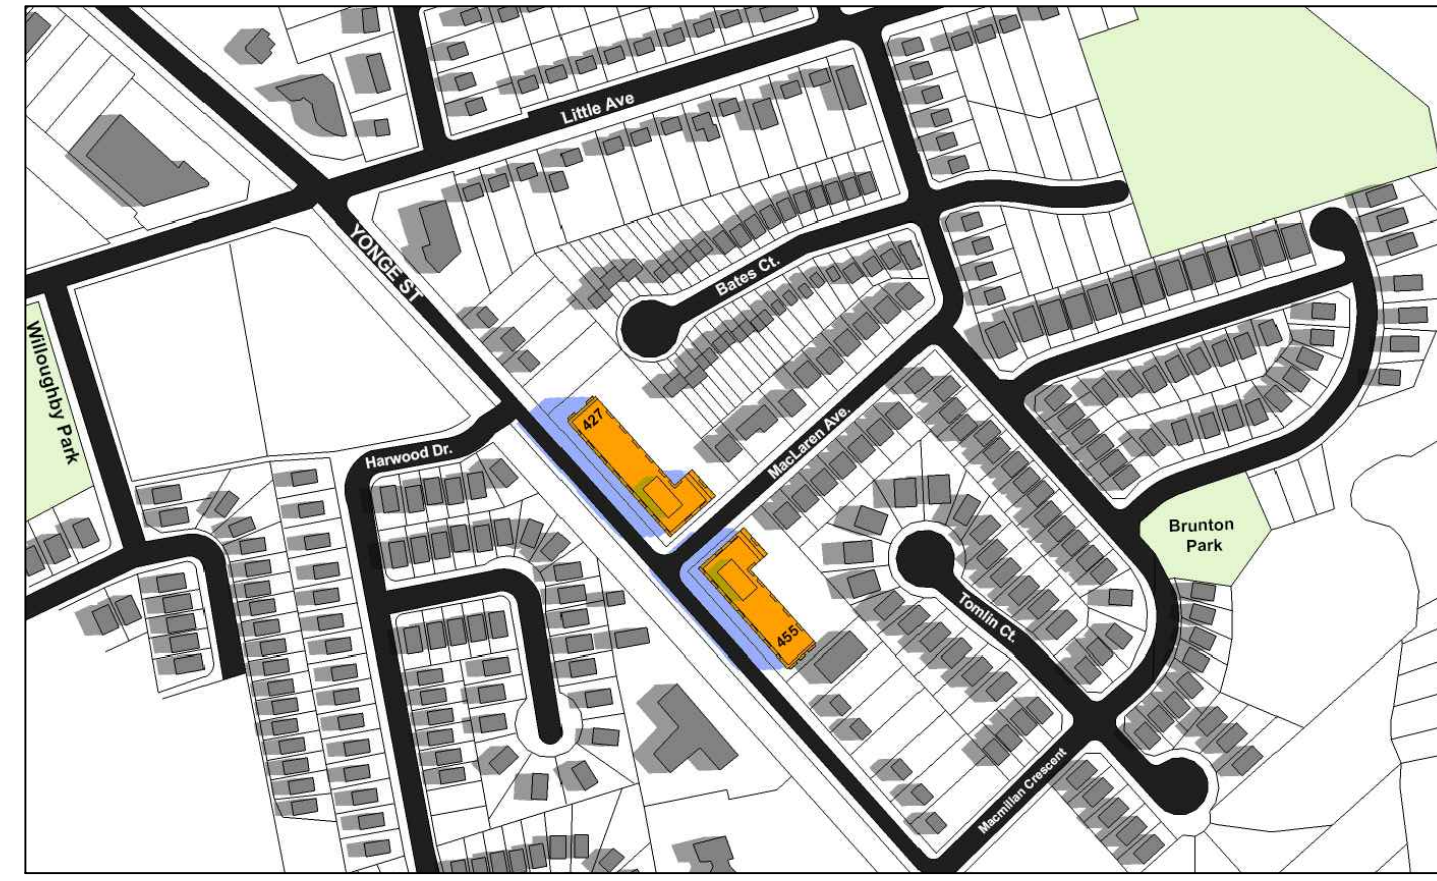 Little Ave
YONGE ST
Bates Ct.
Willoughby Park
427
MacLaren Ave.
Harwood Dr.
Brunton
Park
Tomlin Ct.
455
Macmillan Crescent